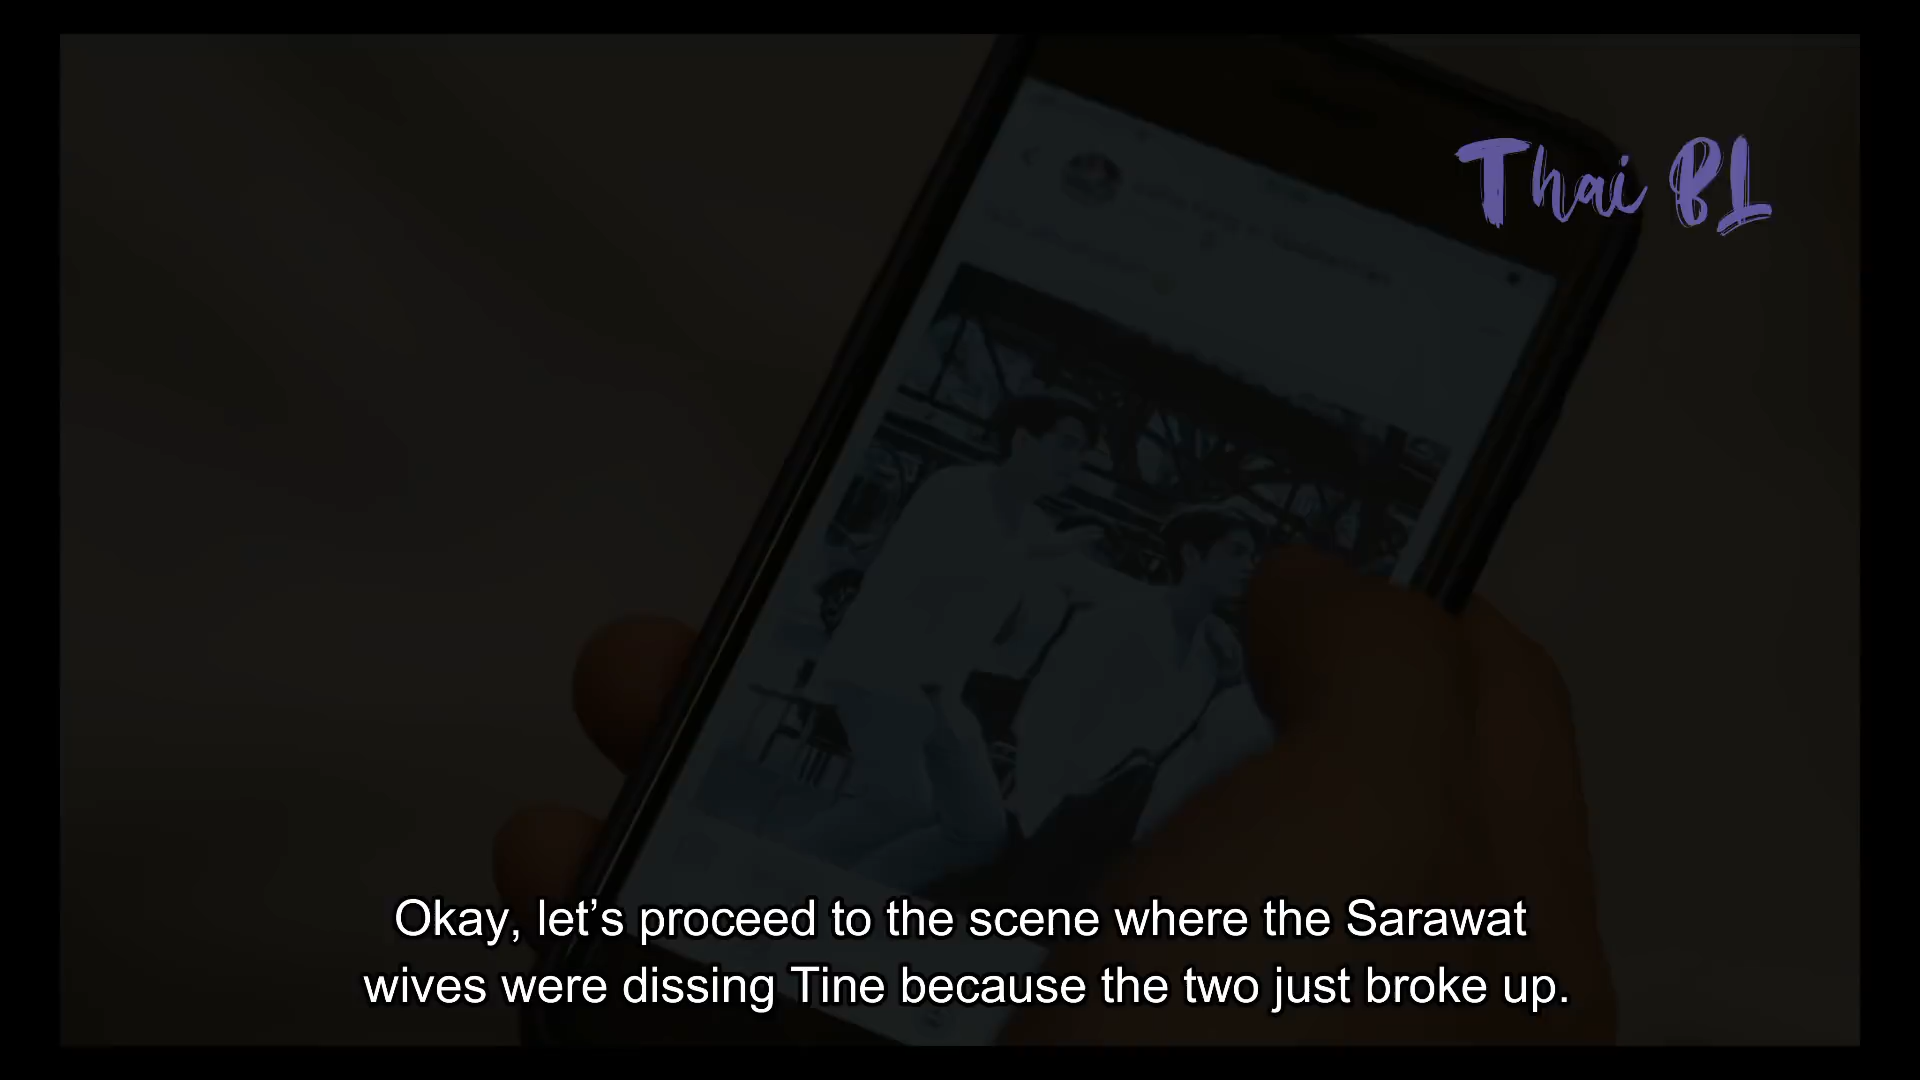 Thai BL
Okay, let’s proceed to the scene where the Sarawat
wives were dissing Tine because the two just broke up.